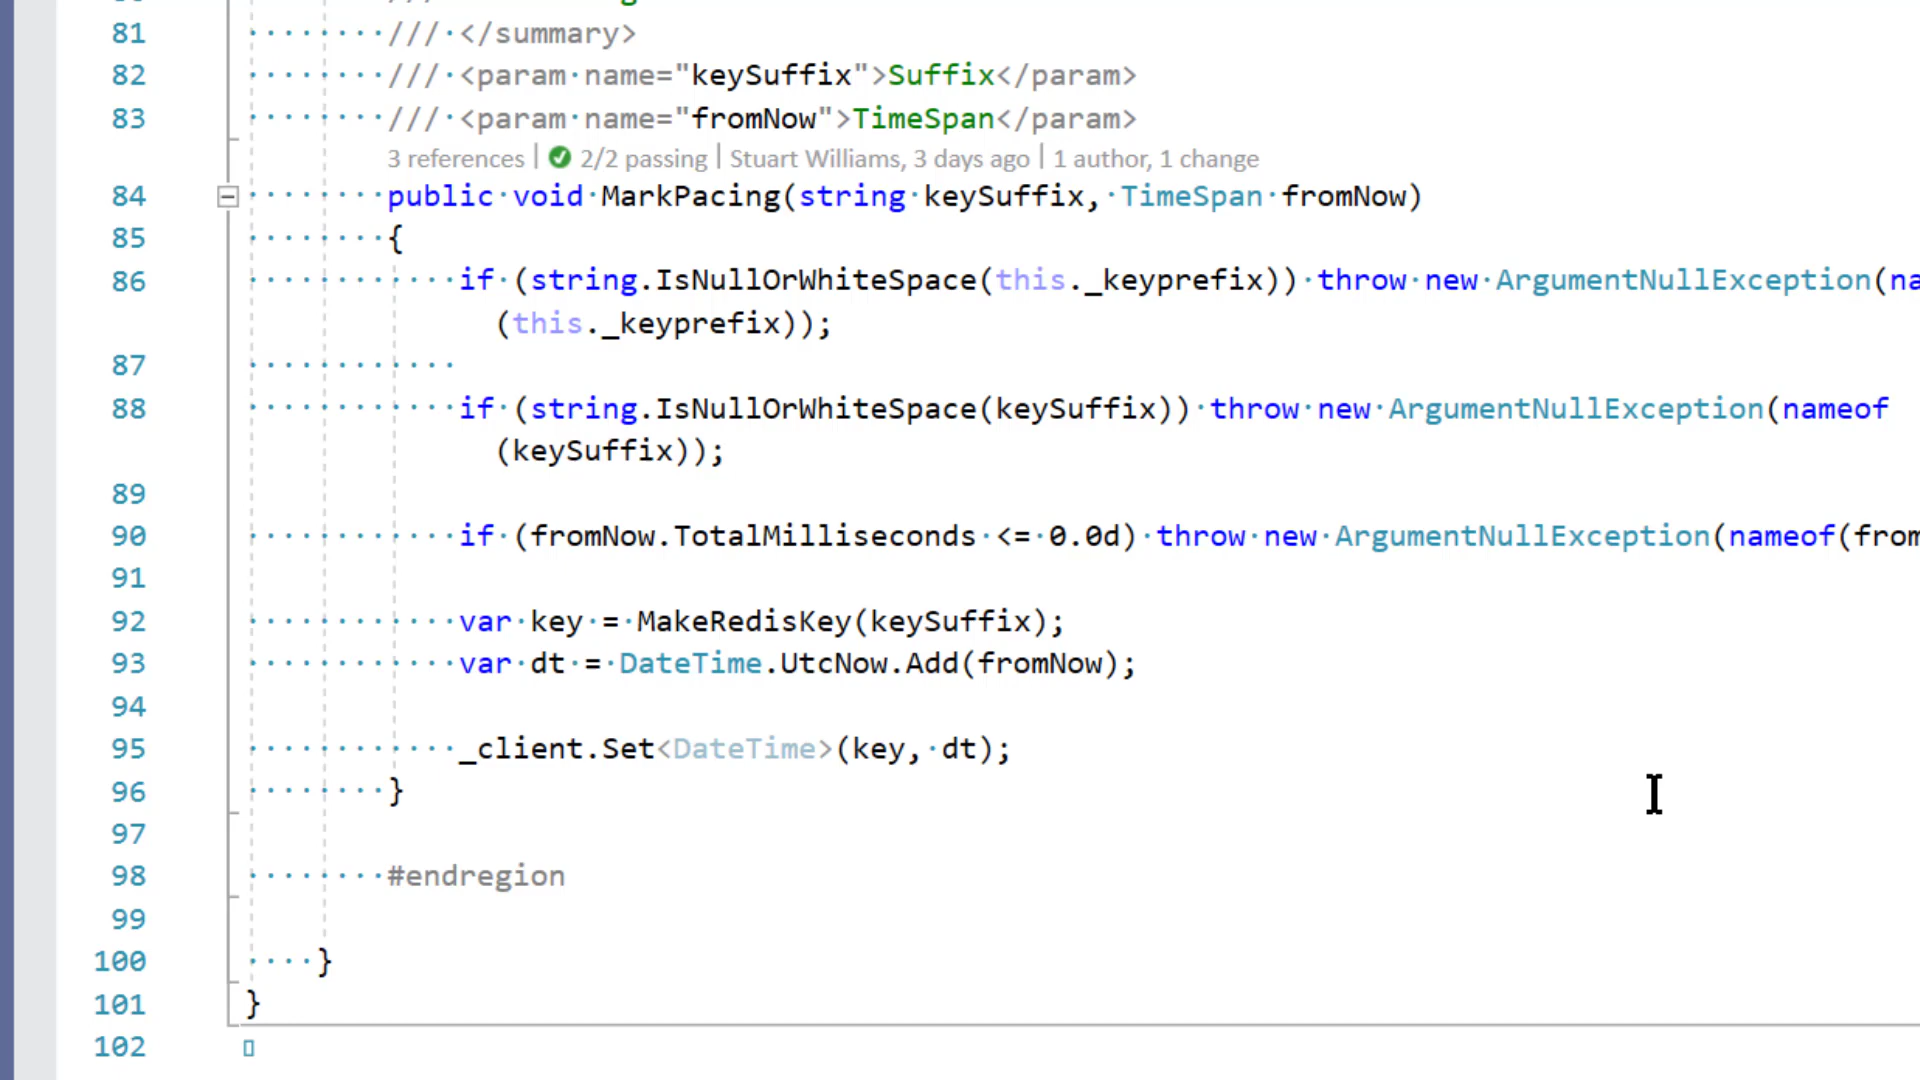 81 /// </summary>
82 /// <param name="keySuffix">Suffix</param>
83 /// <param name="fromNow">TimeSpan</param>
3 references | 2/2 passing | Stuart Williams, 3 days ago | 1 author, 1 change
84 public void MarkPacing(string keySuffix, TimeSpan fromNow)
85 {
86 if (string.IsNullOrWhiteSpace(this._keyprefix)) throw new ArgumentNullException(na
(this._keyprefix));
87
88 if (string.IsNullOrWhiteSpace(keySuffix)) throw new ArgumentNullException(nameof
(keySuffix));
89
90 if (fromNow.TotalMilliseconds <= 0.0d) throw new ArgumentNullException(nameof(from
91
92 var key = MakeRedisKey(keySuffix);
93 var dt = DateTime.UtcNow.Add(fromNow);
94
95 _client.Set<DateTime>(key, dt);
96 }
97
98 #endregion
99
100 }
101 }
102